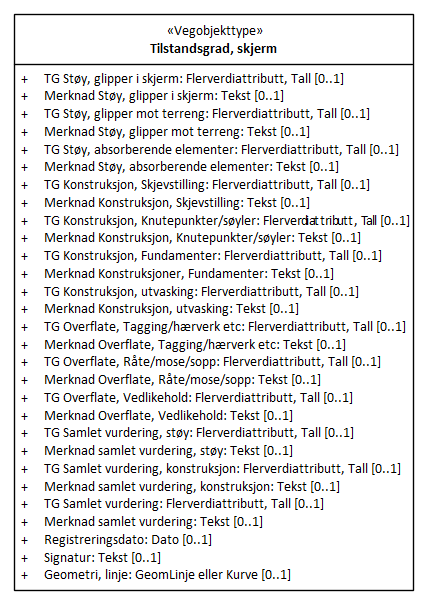 «Vegobjekttype»
Tilstandsgrad, skjerm
+ TG Støy, glipper i skjerm: Flerverdiattributt, Tall [0..1]
+ Merknad Støy, glipper i skjerm: Tekst [0..1]
+ TG Støy, glipper mot terreng: Flerverdiattributt, Tall [0..1]
+ Merknad Støy, glipper mot terreng: Tekst [0..1]
+ TG Støy, absorberende elementer: Flerverdiattributt, Tall [0..1]
+ Merknad Støy, absorberende elementer: Tekst [0..1]
+ TG Konstruksjon, Skjevstilling: Flerverdiattributt, Tall [0..1]
+ Merknad Konstruksjon, Skjevstilling: Tekst [0..1]
+ TG Konstruksjon, Knutepunkter/søyler: Flerverdiattributt, Tall [0..1]
+ Merknad Konstruksjon, Knutepunkter/søyler: Tekst [0..1]
+ TG Konstruksjon, Fundamenter: Flerverdiattributt, Tall [0..1]
+ Merknad Konstruksjoner, Fundamenter: Tekst [0..1]
+ TG Konstruksjon, utvasking: Flerverdiattributt, Tall [0..1]
+ Merknad Konstruksjon, utvasking: Tekst [0..1]
+ TG Overflate, Tagging/hærverk etc: Flerverdiattributt, Tall [0..1]
+ Merknad Overflate, Tagging/hærverk etc: Tekst [0..1]
+ TG Overflate, Råte/mose/sopp: Flerverdiattributt, Tall [0..1]
+ Merknad Overflate, Råte/mose/sopp: Tekst [0..1]
+ TG Overflate, Vedlikehold: Flerverdiattributt, Tall [0..1]
+ Merknad Overflate, Vedlikehold: Tekst [0..1]
+ TG Samlet vurdering, støy: Flerverdiattributt, Tall [0..1]
+ Merknad samlet vurdering, støy: Tekst [0..1]
+ TG Samlet vurdering, konstruksjon: Flerverdiattributt, Tall [0..1]
+ Merknad samlet vurdering, konstruksjon: Tekst [0..1]
+ TG Samlet vurdering: Flerverdiattributt, Tall [0..1]
+ Merknad samlet vurdering: Tekst [0..1]
+ Registreringsdato: Dato [0..1]
+ Signatur: Tekst [0..1]
+ Geometri, linje: GeomLinje eller Kurve [0..1]